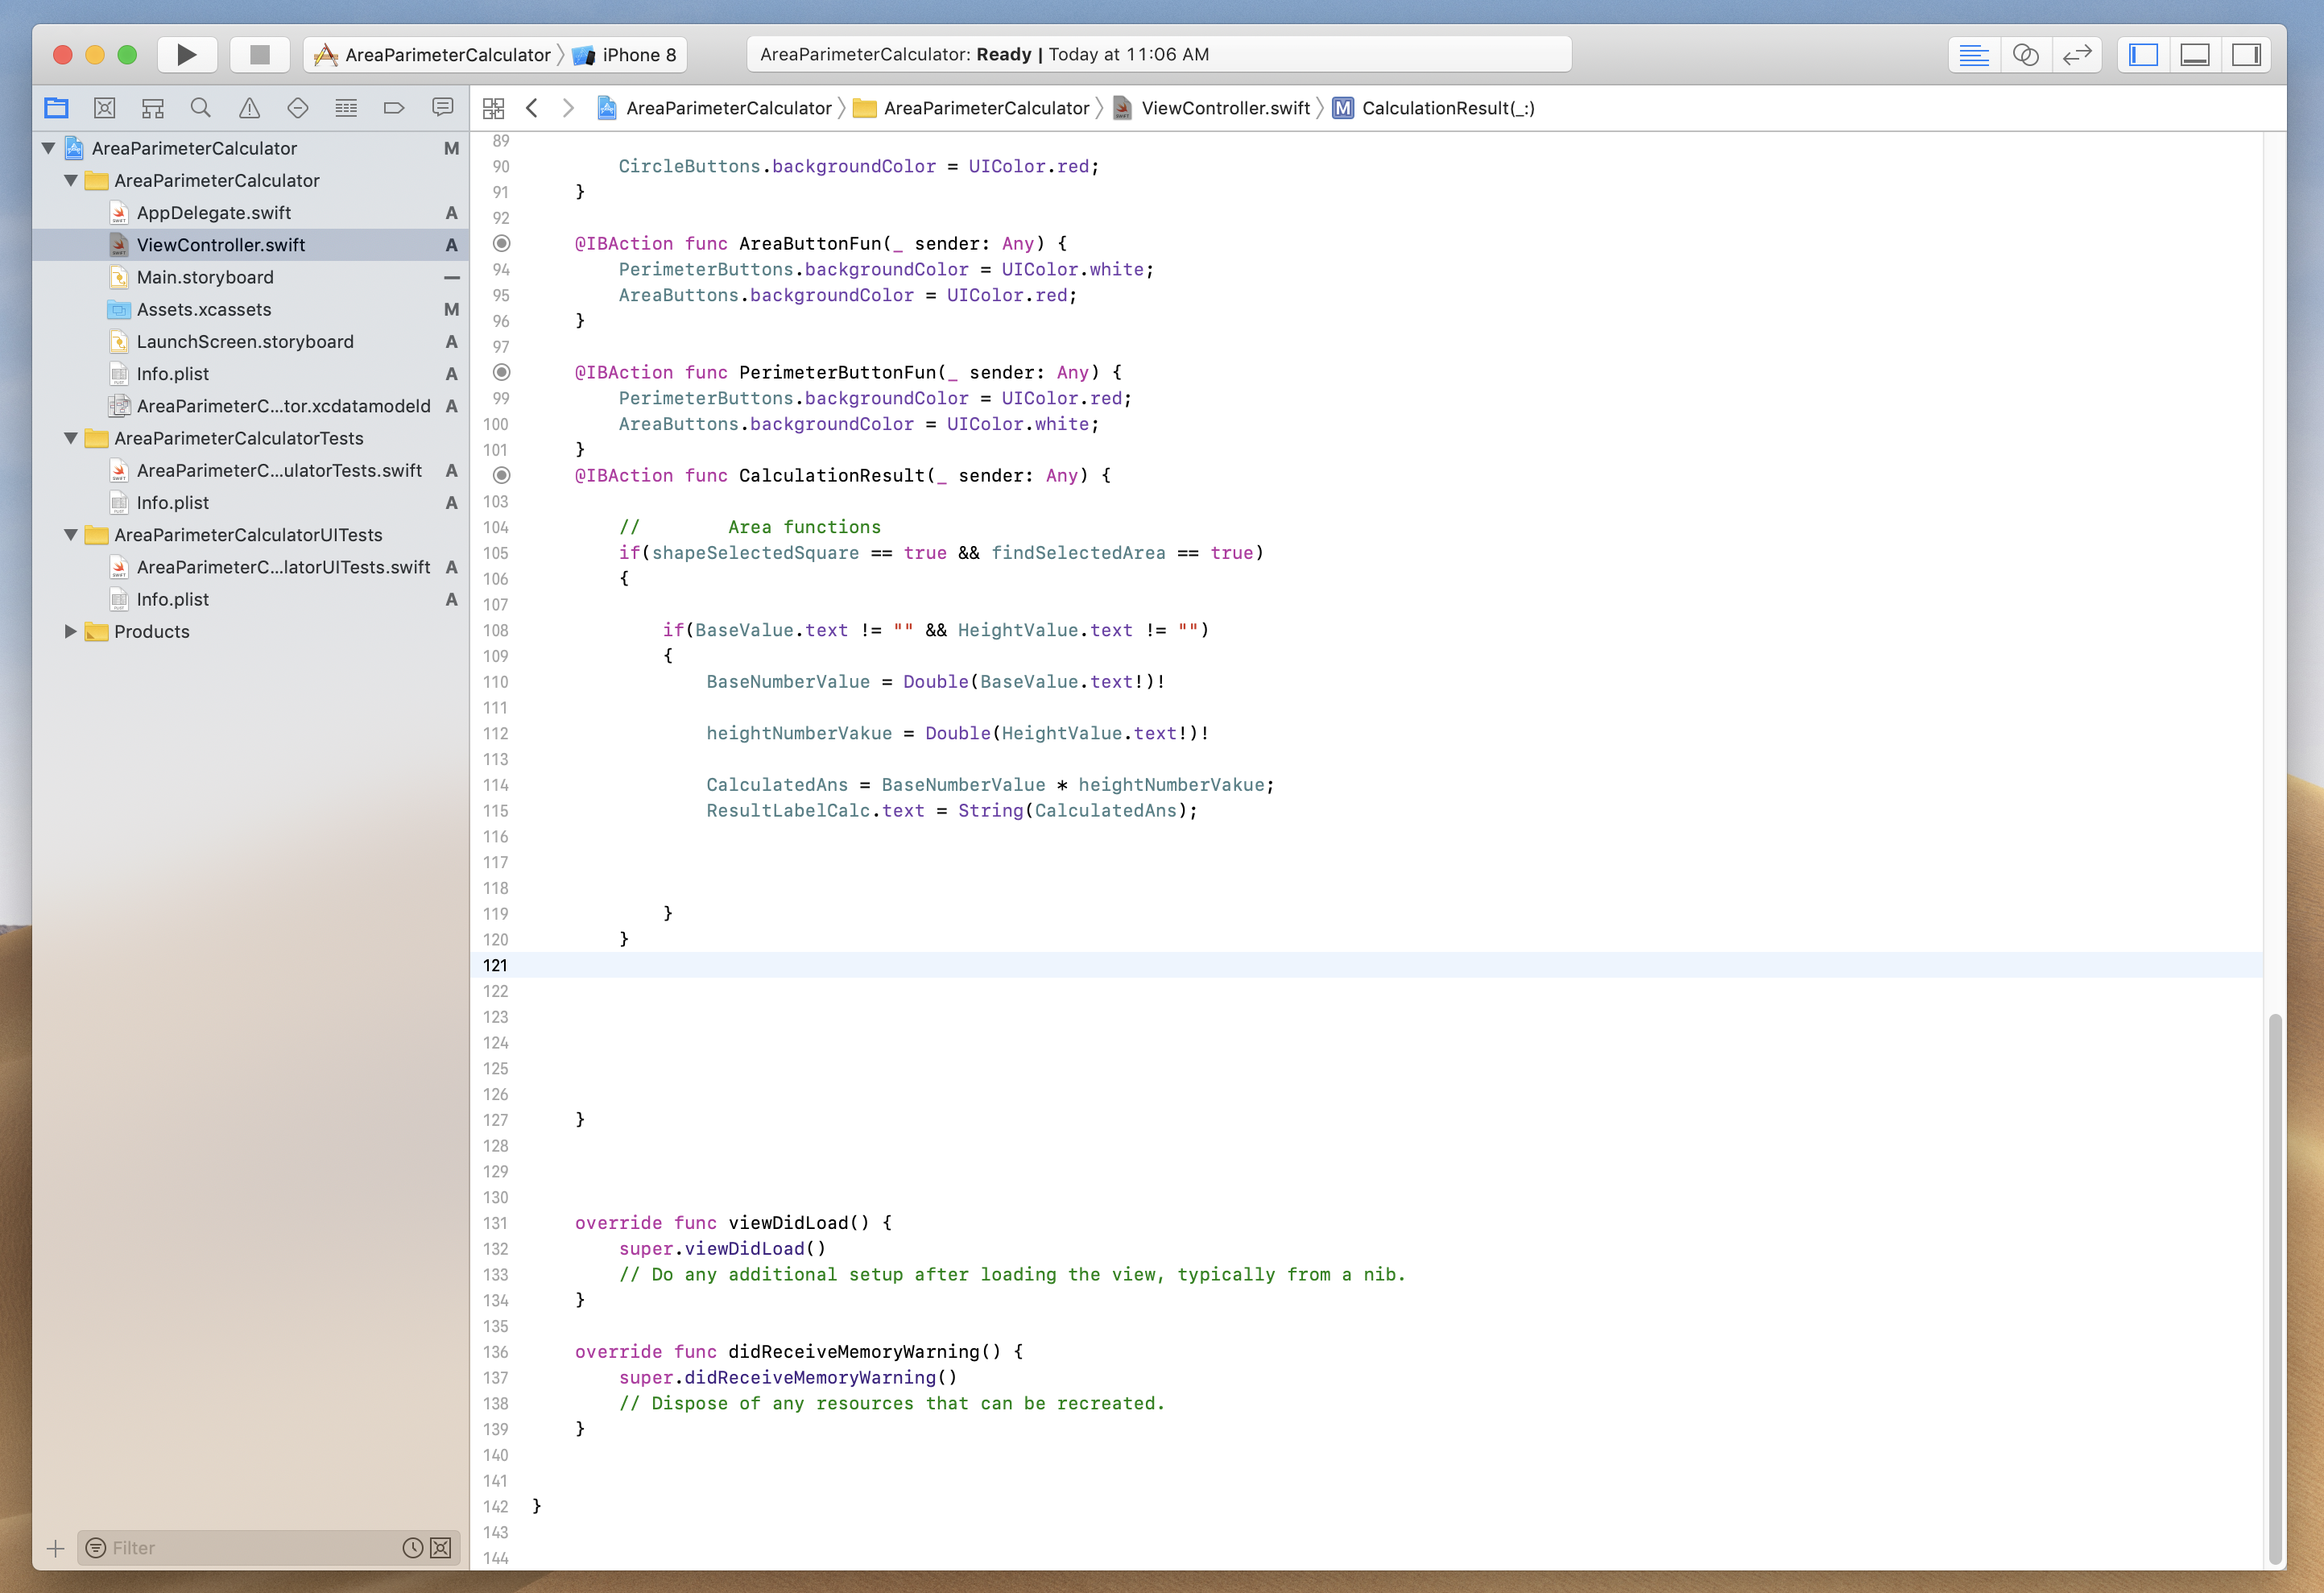 AreaParimeterCalculator iPhone 8
AreaParimeterCalculator: Ready | Today at 11:06 AM
AreaParimeterCalculator AreaParimeterCalculator ViewController.swift M CalculationResult(_:)
AreaParimeterCalculator M
AreaParimeterCalculator
AppDelegate.swift A
ViewController.swift A
Main.storyboard —
Assets.xcassets M
LaunchScreen.storyboard A
Info.plist A
AreaParimeterC...tor.xcdatamodeld A
AreaParimeterCalculatorTests
AreaParimeterC...ulatorTests.swift A
Info.plist A
AreaParimeterCalculatorUITests
AreaParimeterC...latorUITests.swift A
Info.plist A
Products
Filter
89
90 CircleButtons.backgroundColor = UIColor.red;
91 }
92
@IBAction func AreaButtonFun(_ sender: Any) {
94 PerimeterButtons.backgroundColor = UIColor.white;
95 AreaButtons.backgroundColor = UIColor.red;
96 }
97
@IBAction func PerimeterButtonFun(_ sender: Any) {
99 PerimeterButtons.backgroundColor = UIColor.red;
100 AreaButtons.backgroundColor = UIColor.white;
101 }
@IBAction func CalculationResult(_ sender: Any) {
103
104 // Area functions
105 if(shapeSelectedSquare == true && findSelectedArea == true)
106 {
107
108 if(BaseValue.text != "" && HeightValue.text != "")
109 {
110 BaseNumberValue = Double(BaseValue.text!)!
111
112 heightNumberVakue = Double(HeightValue.text!)!
113
114 CalculatedAns = BaseNumberValue * heightNumberVakue;
115 ResultLabelCalc.text = String(CalculatedAns);
116
117
118
119 }
120 }
121
122
123
124
125
126
127 }
128
129
130
131 override func viewDidLoad() {
132 super.viewDidLoad()
133 // Do any additional setup after loading the view, typically from a nib.
134 }
135
136 override func didReceiveMemoryWarning() {
137 super.didReceiveMemoryWarning()
138 // Dispose of any resources that can be recreated.
139 }
140
141
142 }
143
144